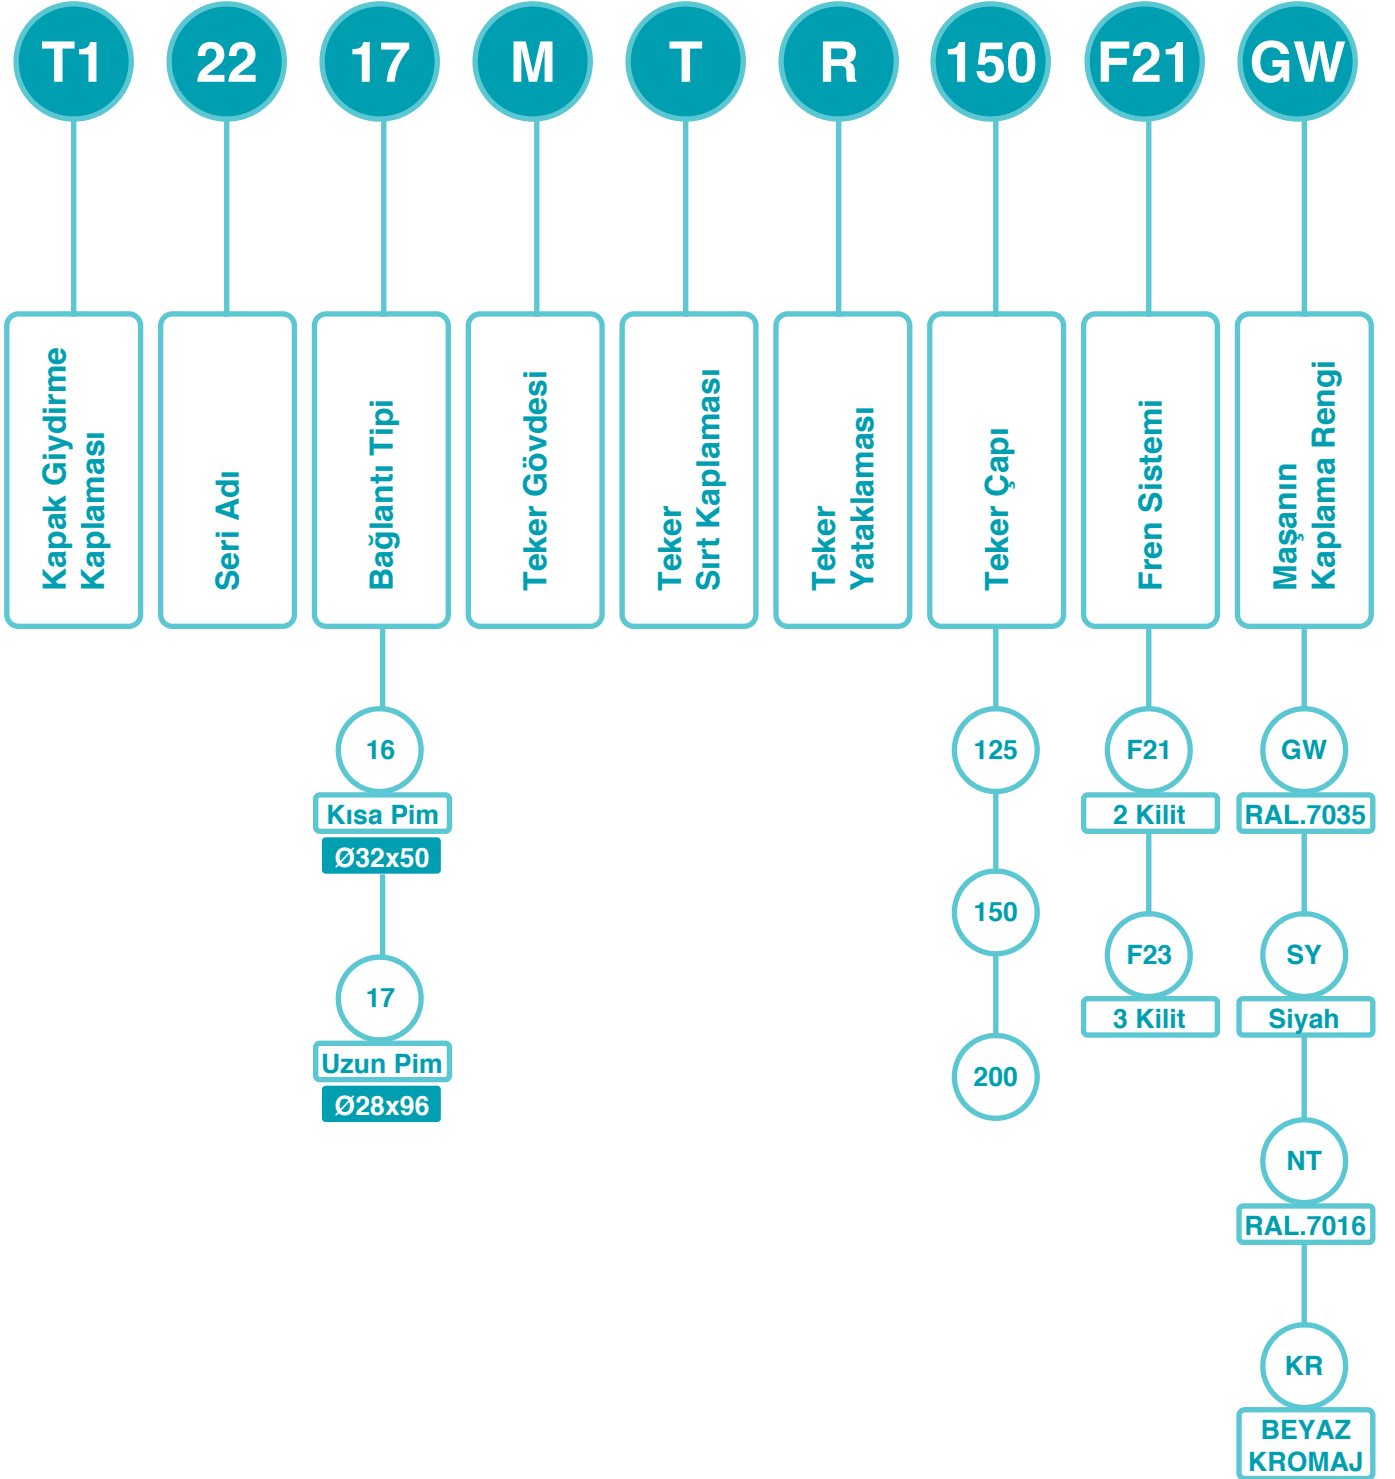 T1
22
17
M
T
R
150
F21
GW
Kapak Giydirme
Kaplaması
Seri Adı
Bağlantı Tipi
Teker Gövdesi
Teker
Sırt Kaplaması
Teker
Yataklaması
Teker Çapı
Fren Sistemi
Maşanın
Kaplama Rengi
16
Kısa Pim
Ø32x50
17
Uzun Pim
Ø28x96
125
150
200
F21
2 Kilit
F23
3 Kilit
GW
RAL.7035
SY
Siyah
NT
RAL.7016
KR
BEYAZ
KROMAJ